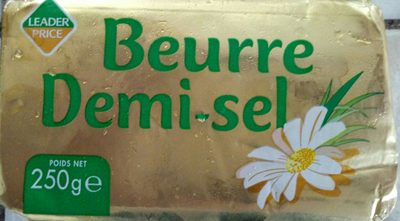 LEADER
PRICE
Beurre
Demi-sel
POIDS NET
250g e